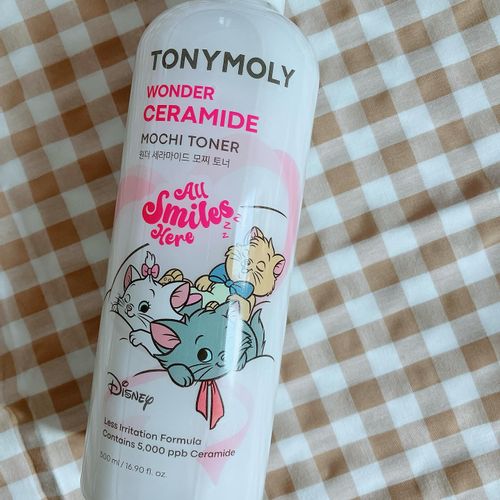 TONYMOLY
WONDER
CERAMIDE
MOCHI TONER
원더 세라마이드 모찌 토너
All
Smiles
Here
z z z
Disney
Less Irritation Formula
Contains 5,000 ppb Ceramide
500 ml / 16.90 fl. oz.